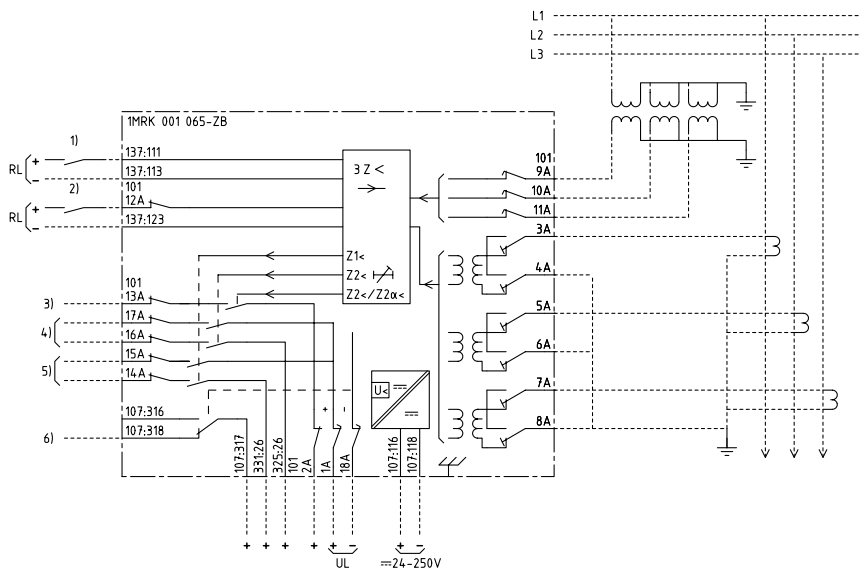 L1
L2
L3
1MRK 001 065-ZB
1)
RL + 137:111
- 137:113
2)
101
RL + 12A
- 137:123
3 Z <
101
9A
10A
11A
3A
4A
5A
6A
7A
8A
Z1<
Z2<
Z2</Z2α<
101
3) 13A
4) 17A
16A
5) 15A
14A
107:316
6) 107:318
107:317
331:26
325:26
101
2A
1A
18A
+ -
U<
107:116
107:118
+ + + + + -
UL
24-250V